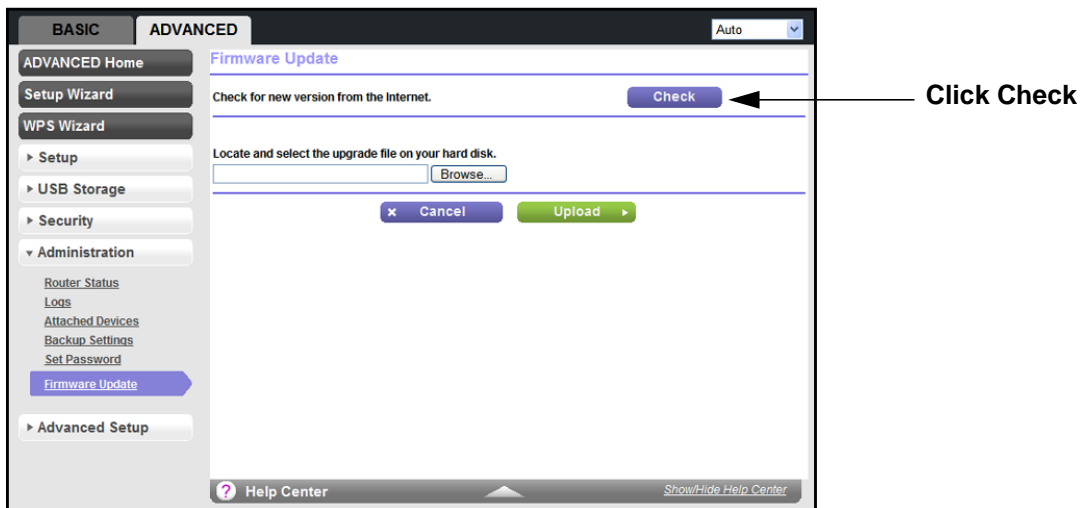 BASIC ADVANCED Auto
ADVANCED Home
Setup Wizard
WPS Wizard
Setup
USB Storage
Security
Administration
Router Status
Logs
Attached Devices
Backup Settings
Set Password
Firmware Update
Advanced Setup
Firmware Update
Check for new version from the Internet. Check
Click Check
Locate and select the upgrade file on your hard disk.
Browse...
x Cancel Upload
? Help Center Show/Hide Help Center